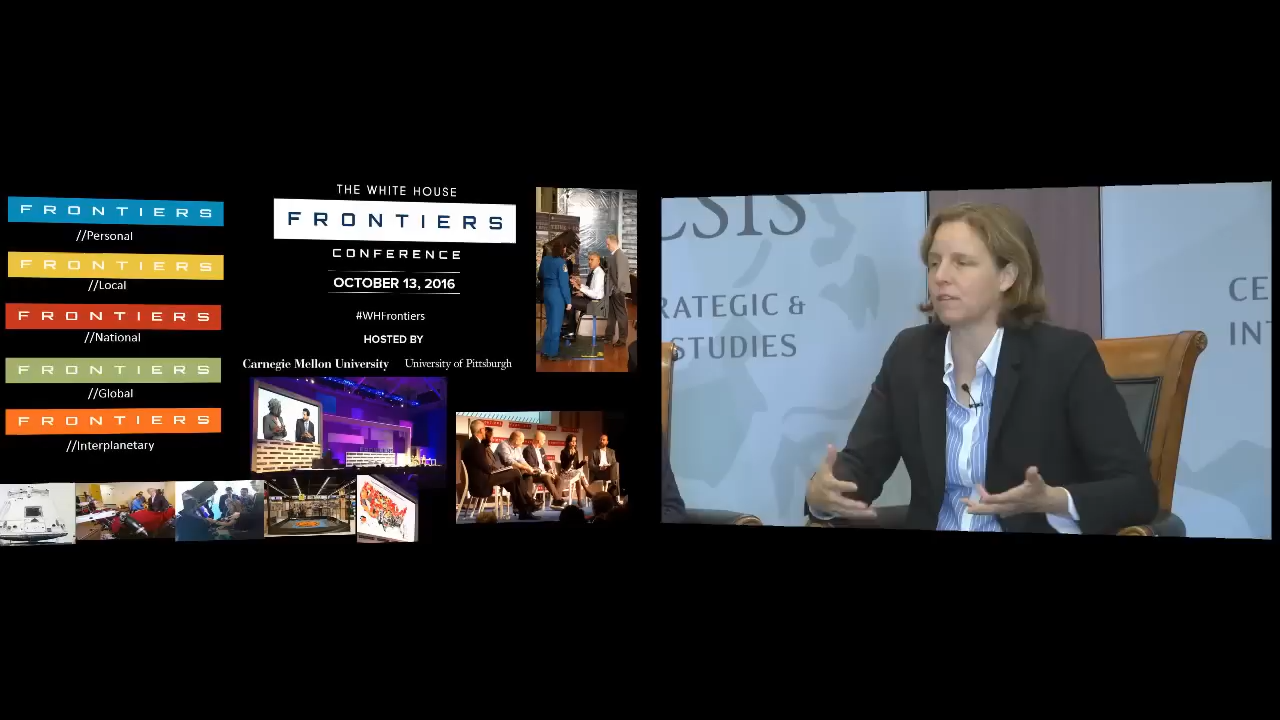 FRONTIERS
//Personal
FRONTIERS
//Local
FRONTIERS
//National
FRONTIERS
//Global
FRONTIERS
//Interplanetary
THE WHITE HOUSE
FRONTIERS
CONFERENCE
OCTOBER 13, 2016
#WHFrontiers
HOSTED BY
Carnegie Mellon University University of Pittsburgh
CSIS
RATEGIC &
STUDIES
CE
INT